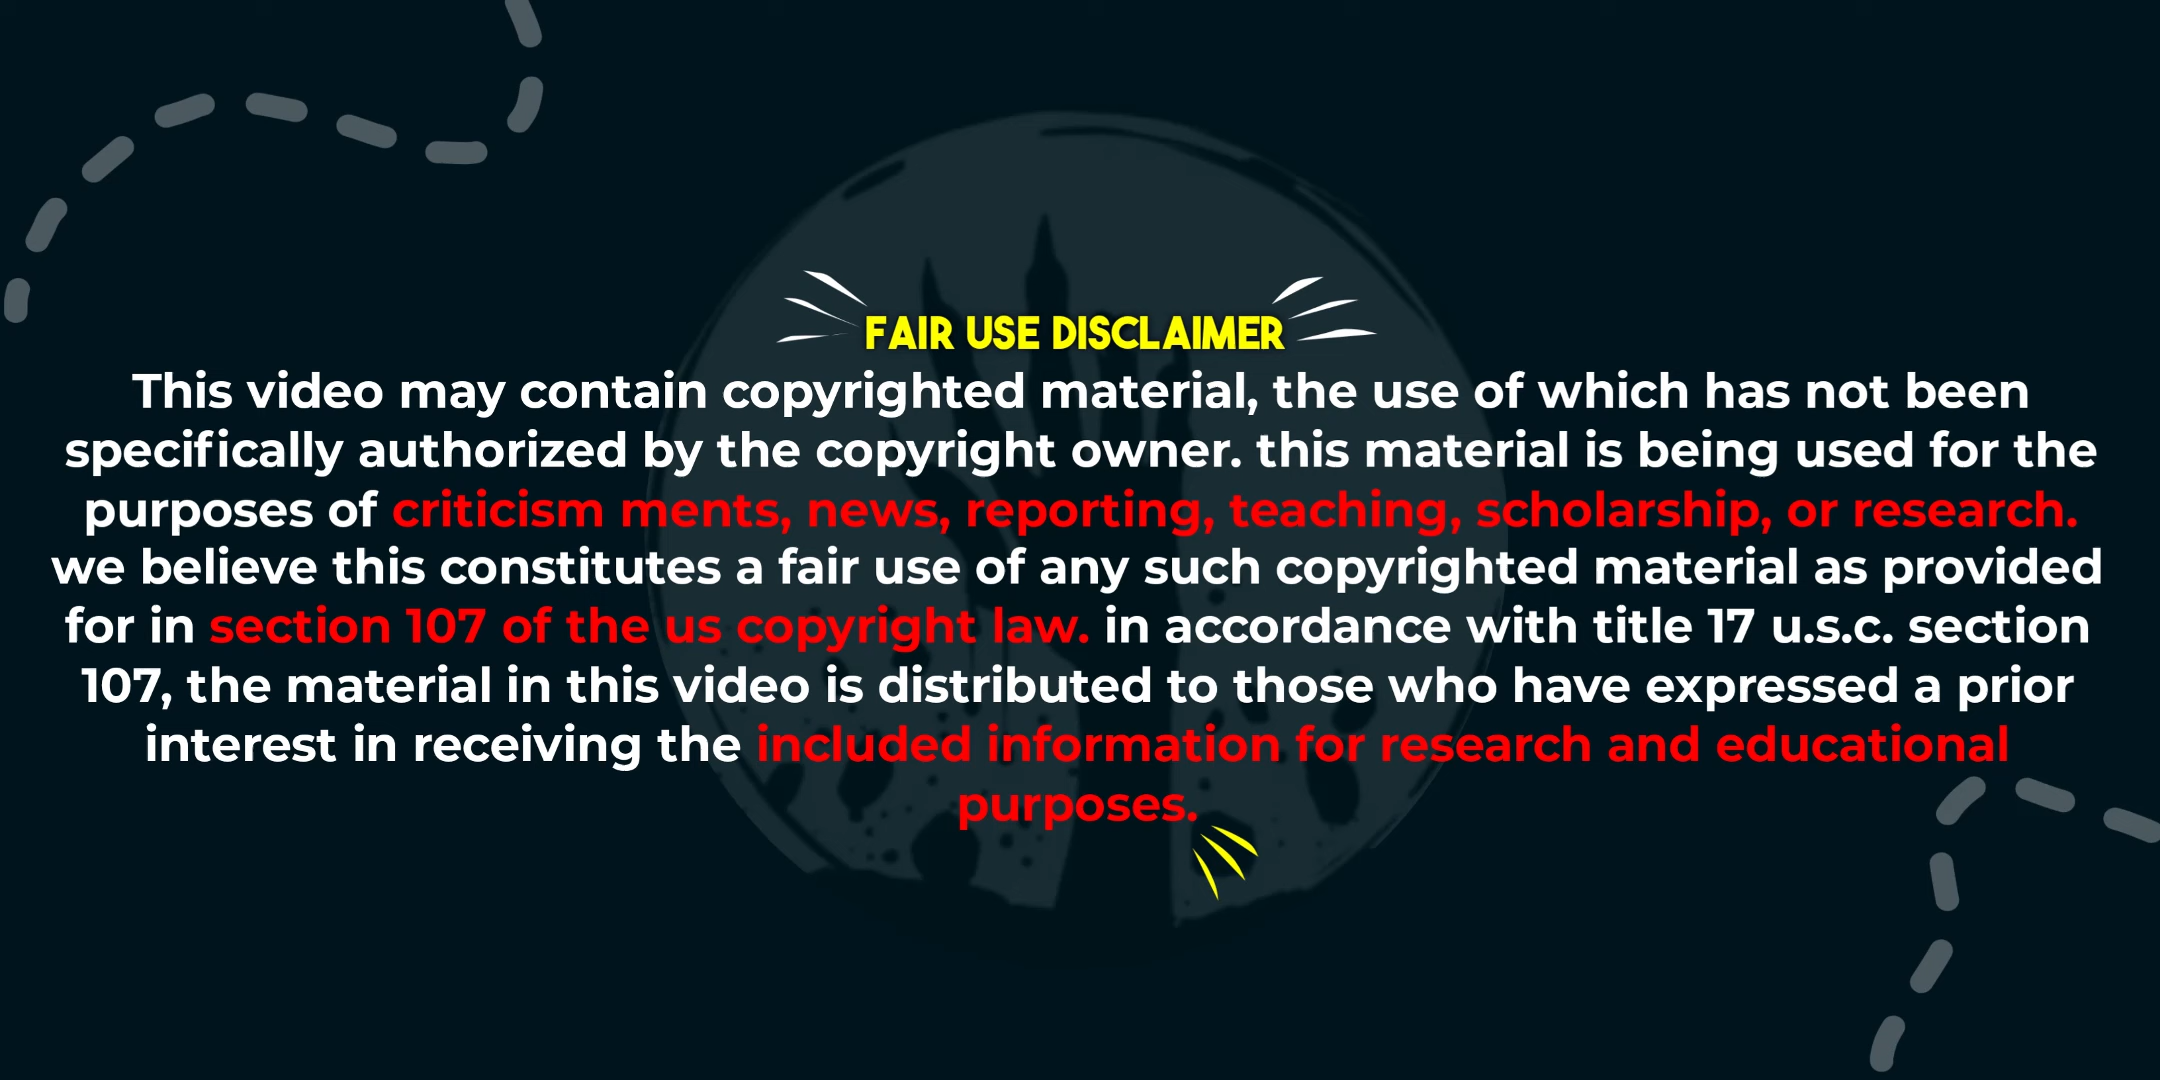 FAIR USE DISCLAIMER
This video may contain copyrighted material, the use of which has not been
specifically authorized by the copyright owner. this material is being used for the
purposes of criticism ments, news, reporting, teaching, scholarship, or research.
we believe this constitutes a fair use of any such copyrighted material as provided
for in section 107 of the us copyright law. in accordance with title 17 u.s.c. section
107, the material in this video is distributed to those who have expressed a prior
interest in receiving the included information for research and educational
purposes.